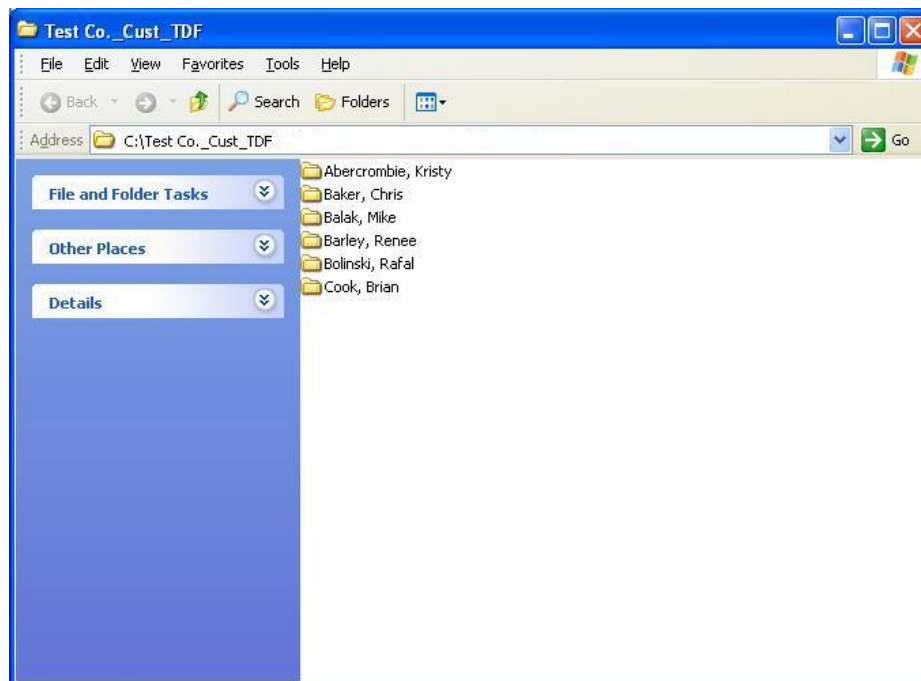 Test Co._Cust_TDF
File Edit View Favorites Tools Help
Back Search Folders
Address C:\Test Co._Cust_TDF Go
File and Folder Tasks
Other Places
Details
Abercrombie, Kristy
Baker, Chris
Balak, Mike
Barley, Renee
Bolinski, Rafal
Cook, Brian